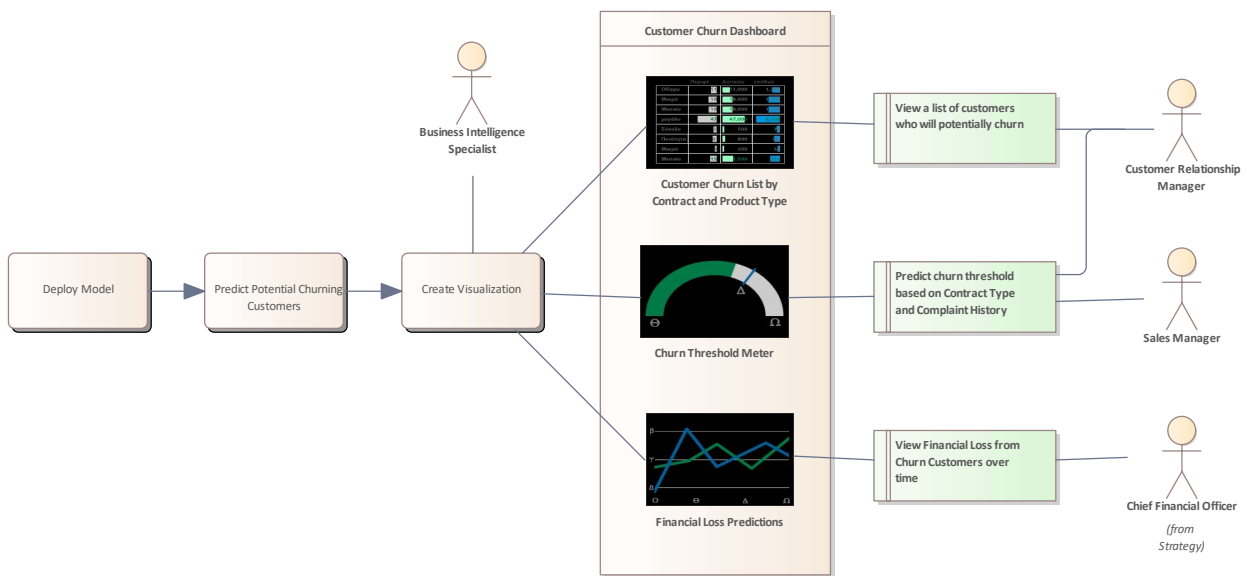 Customer Churn Dashboard
Business Intelligence
Specialist
Customer Churn List by
Contract and Product Type
View a list of customers
who will potentially churn
Customer Relationship
Manager
Deploy Model
Predict Potential Churning
Customers
Create Visualization
Δ
Θ
Ω
Churn Threshold Meter
Predict churn threshold
based on Contract Type
and Complaint History
Sales Manager
β
γ
Θ
Δ
Ω
Financial Loss Predictions
View Financial Loss from
Churn Customers over
time
Chief Financial Officer
(from
Strategy)